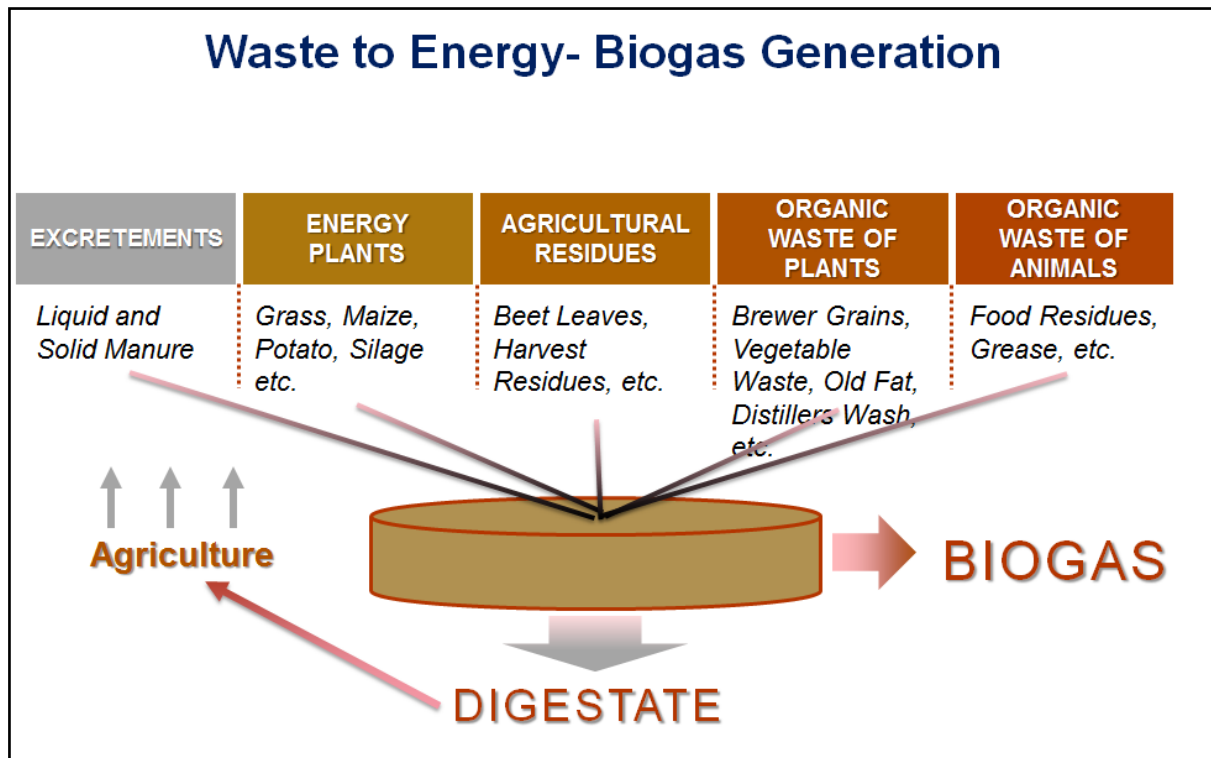 Waste to Energy- Biogas Generation
EXCRETEMENTS
ENERGY
PLANTS
AGRICULTURAL
RESIDUES
ORGANIC
WASTE OF
PLANTS
ORGANIC
WASTE OF
ANIMALS
Liquid and
Solid Manure
Grass, Maize,
Potato, Silage
etc.
Beet Leaves,
Harvest
Residues, etc.
Brewer Grains,
Vegetable
Waste, Old Fat,
Distillers Wash,
etc.
Food Residues,
Grease, etc.
Agriculture
BIOGAS
DIGESTATE